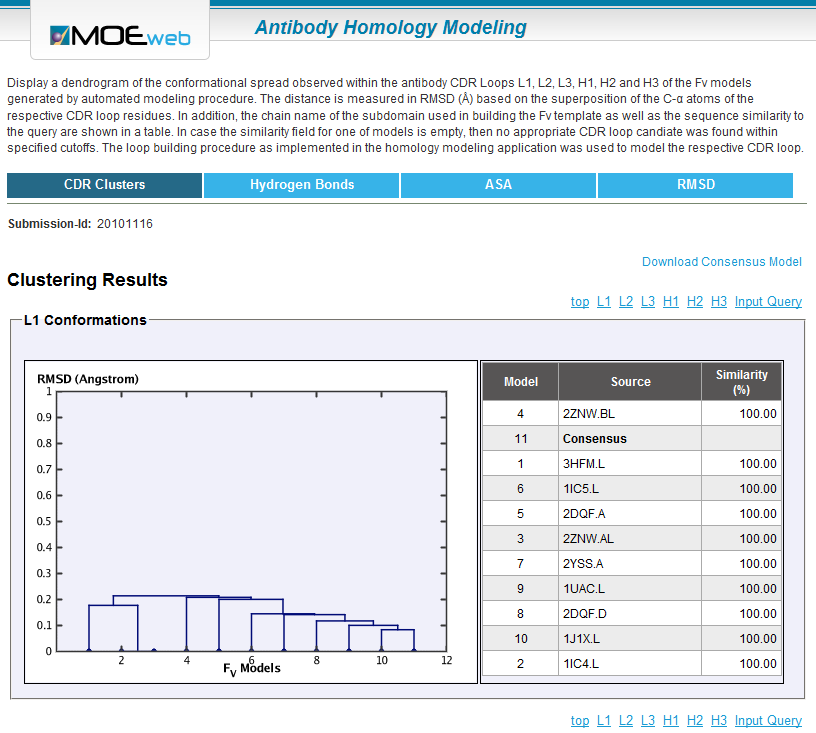 MOEweb
Antibody Homology Modeling
Display a dendrogram of the conformational spread observed within the antibody CDR Loops L1, L2, L3, H1, H2 and H3 of the Fv models
generated by automated modeling procedure. The distance is measured in RMSD (Å) based on the superposition of the C-α atoms of the
respective CDR loop residues. In addition, the chain name of the subdomain used in building the Fv template as well as the sequence similarity to
the query are shown in a table. In case the similarity field for one of models is empty, then no appropriate CDR loop candiate was found within
specified cutoffs. The loop building procedure as implemented in the homology modeling application was used to model the respective CDR loop.
CDR Clusters Hydrogen Bonds ASA RMSD
Submission-Id: 20101116
Download Consensus Model
Clustering Results
top L1 L2 L3 H1 H2 H3 Input Query
L1 Conformations
RMSD (Angstrom)
1
0.9
0.8
0.7
0.6
0.5
0.4
0.3
0.2
0.1
0
2 4 6 8 10 12
FV Models
Model Source Similarity (%)
4 2ZNW.BL 100.00
11 Consensus
1 3HFM.L 100.00
6 1IC5.L 100.00
5 2DQF.A 100.00
3 2ZNW.AL 100.00
7 2YSS.A 100.00
9 1UAC.L 100.00
8 2DQF.D 100.00
10 1J1X.L 100.00
2 1IC4.L 100.00
top L1 L2 L3 H1 H2 H3 Input Query